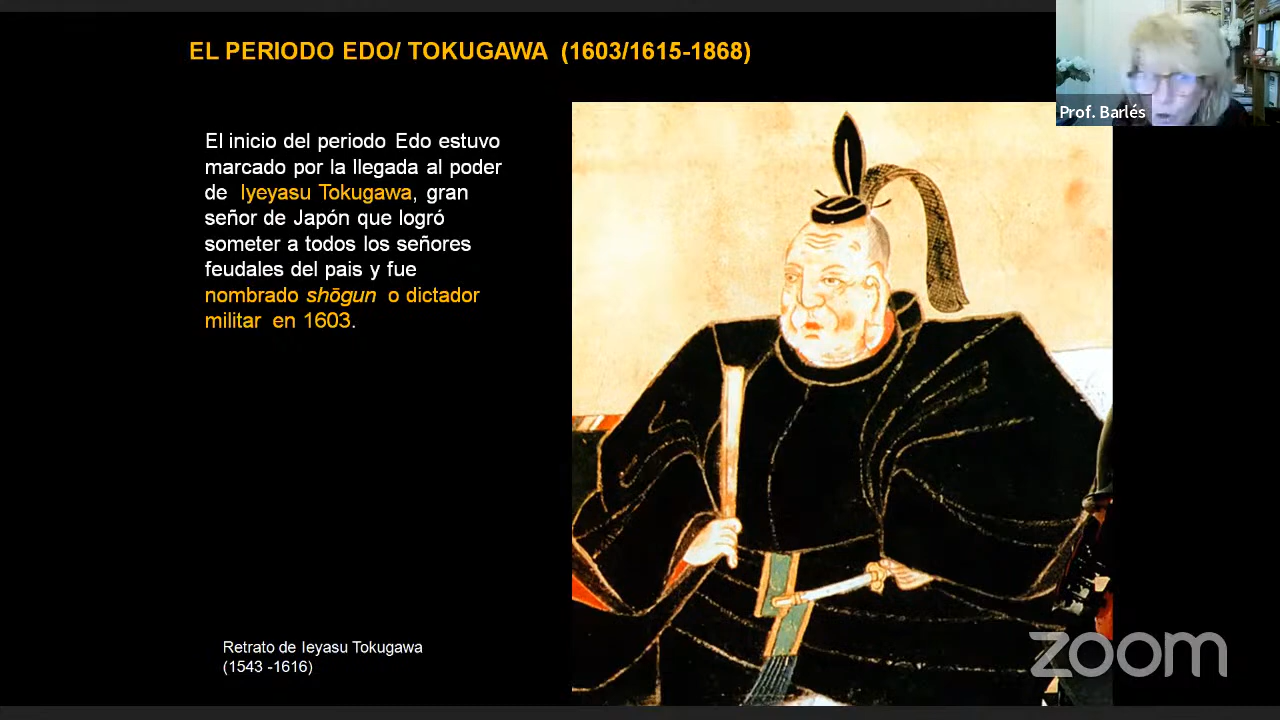 EL PERIODO EDO/ TOKUGAWA (1603/1615-1868)
Prof. Barlés
El inicio del periodo Edo estuvo
marcado por la llegada al poder
de Iyeyasu Tokugawa, gran
señor de Japón que logró
someter a todos los señores
feudales del pais y fue
nombrado shōgun o dictador
militar en 1603.
Retrato de Ieyasu Tokugawa
(1543 -1616)
zoom